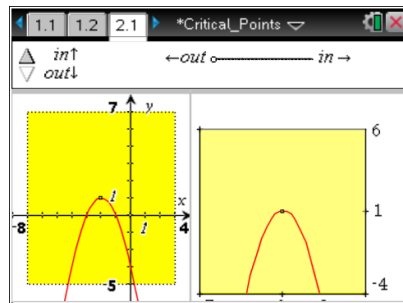 1.1 1.2 2.1 *Critical_Points
in↑ ←out in→
out↓
7 y
6
1 x 1
-8 1 4
-5 -4